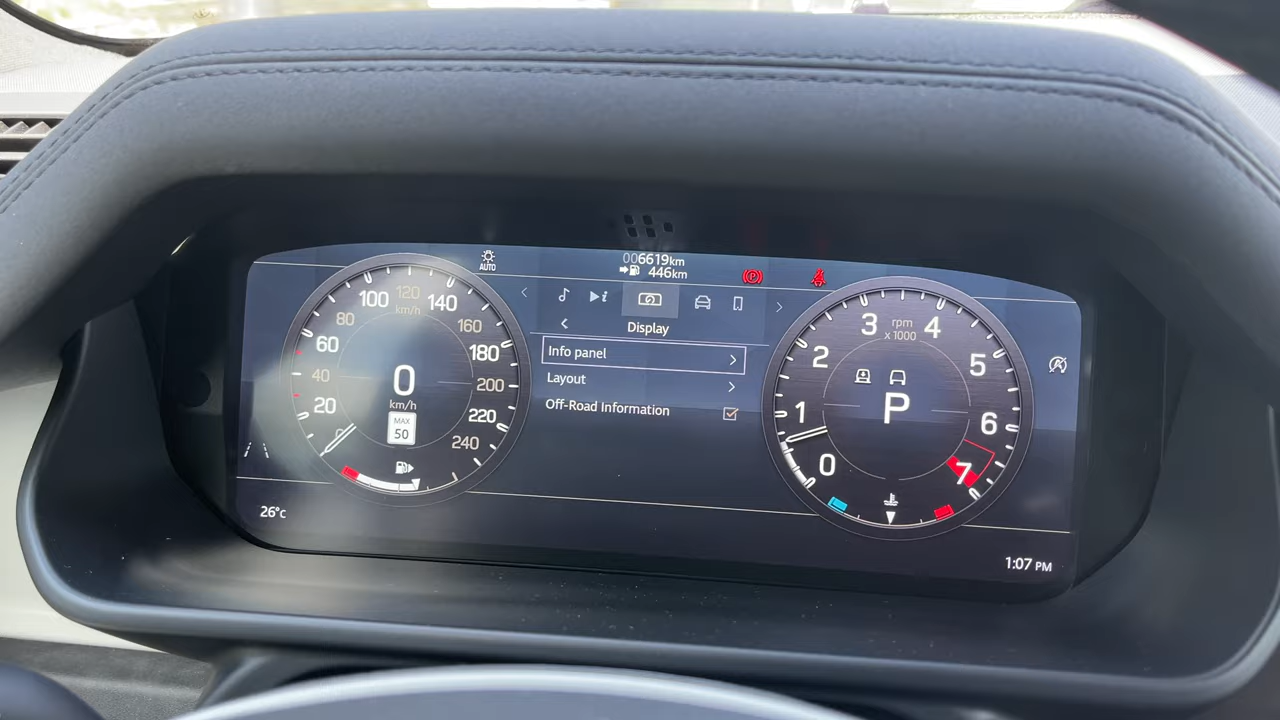 AUTO
006619km
446km
Display
Info panel
Layout
Off-Road Information
0
20
40
60
80
100
120
140
160
180
200
220
240
km/h
0
km/h
MAX
50
0
1
2
3
4
5
6
7
rpm
x 1000
P
26°c
1:07 PM